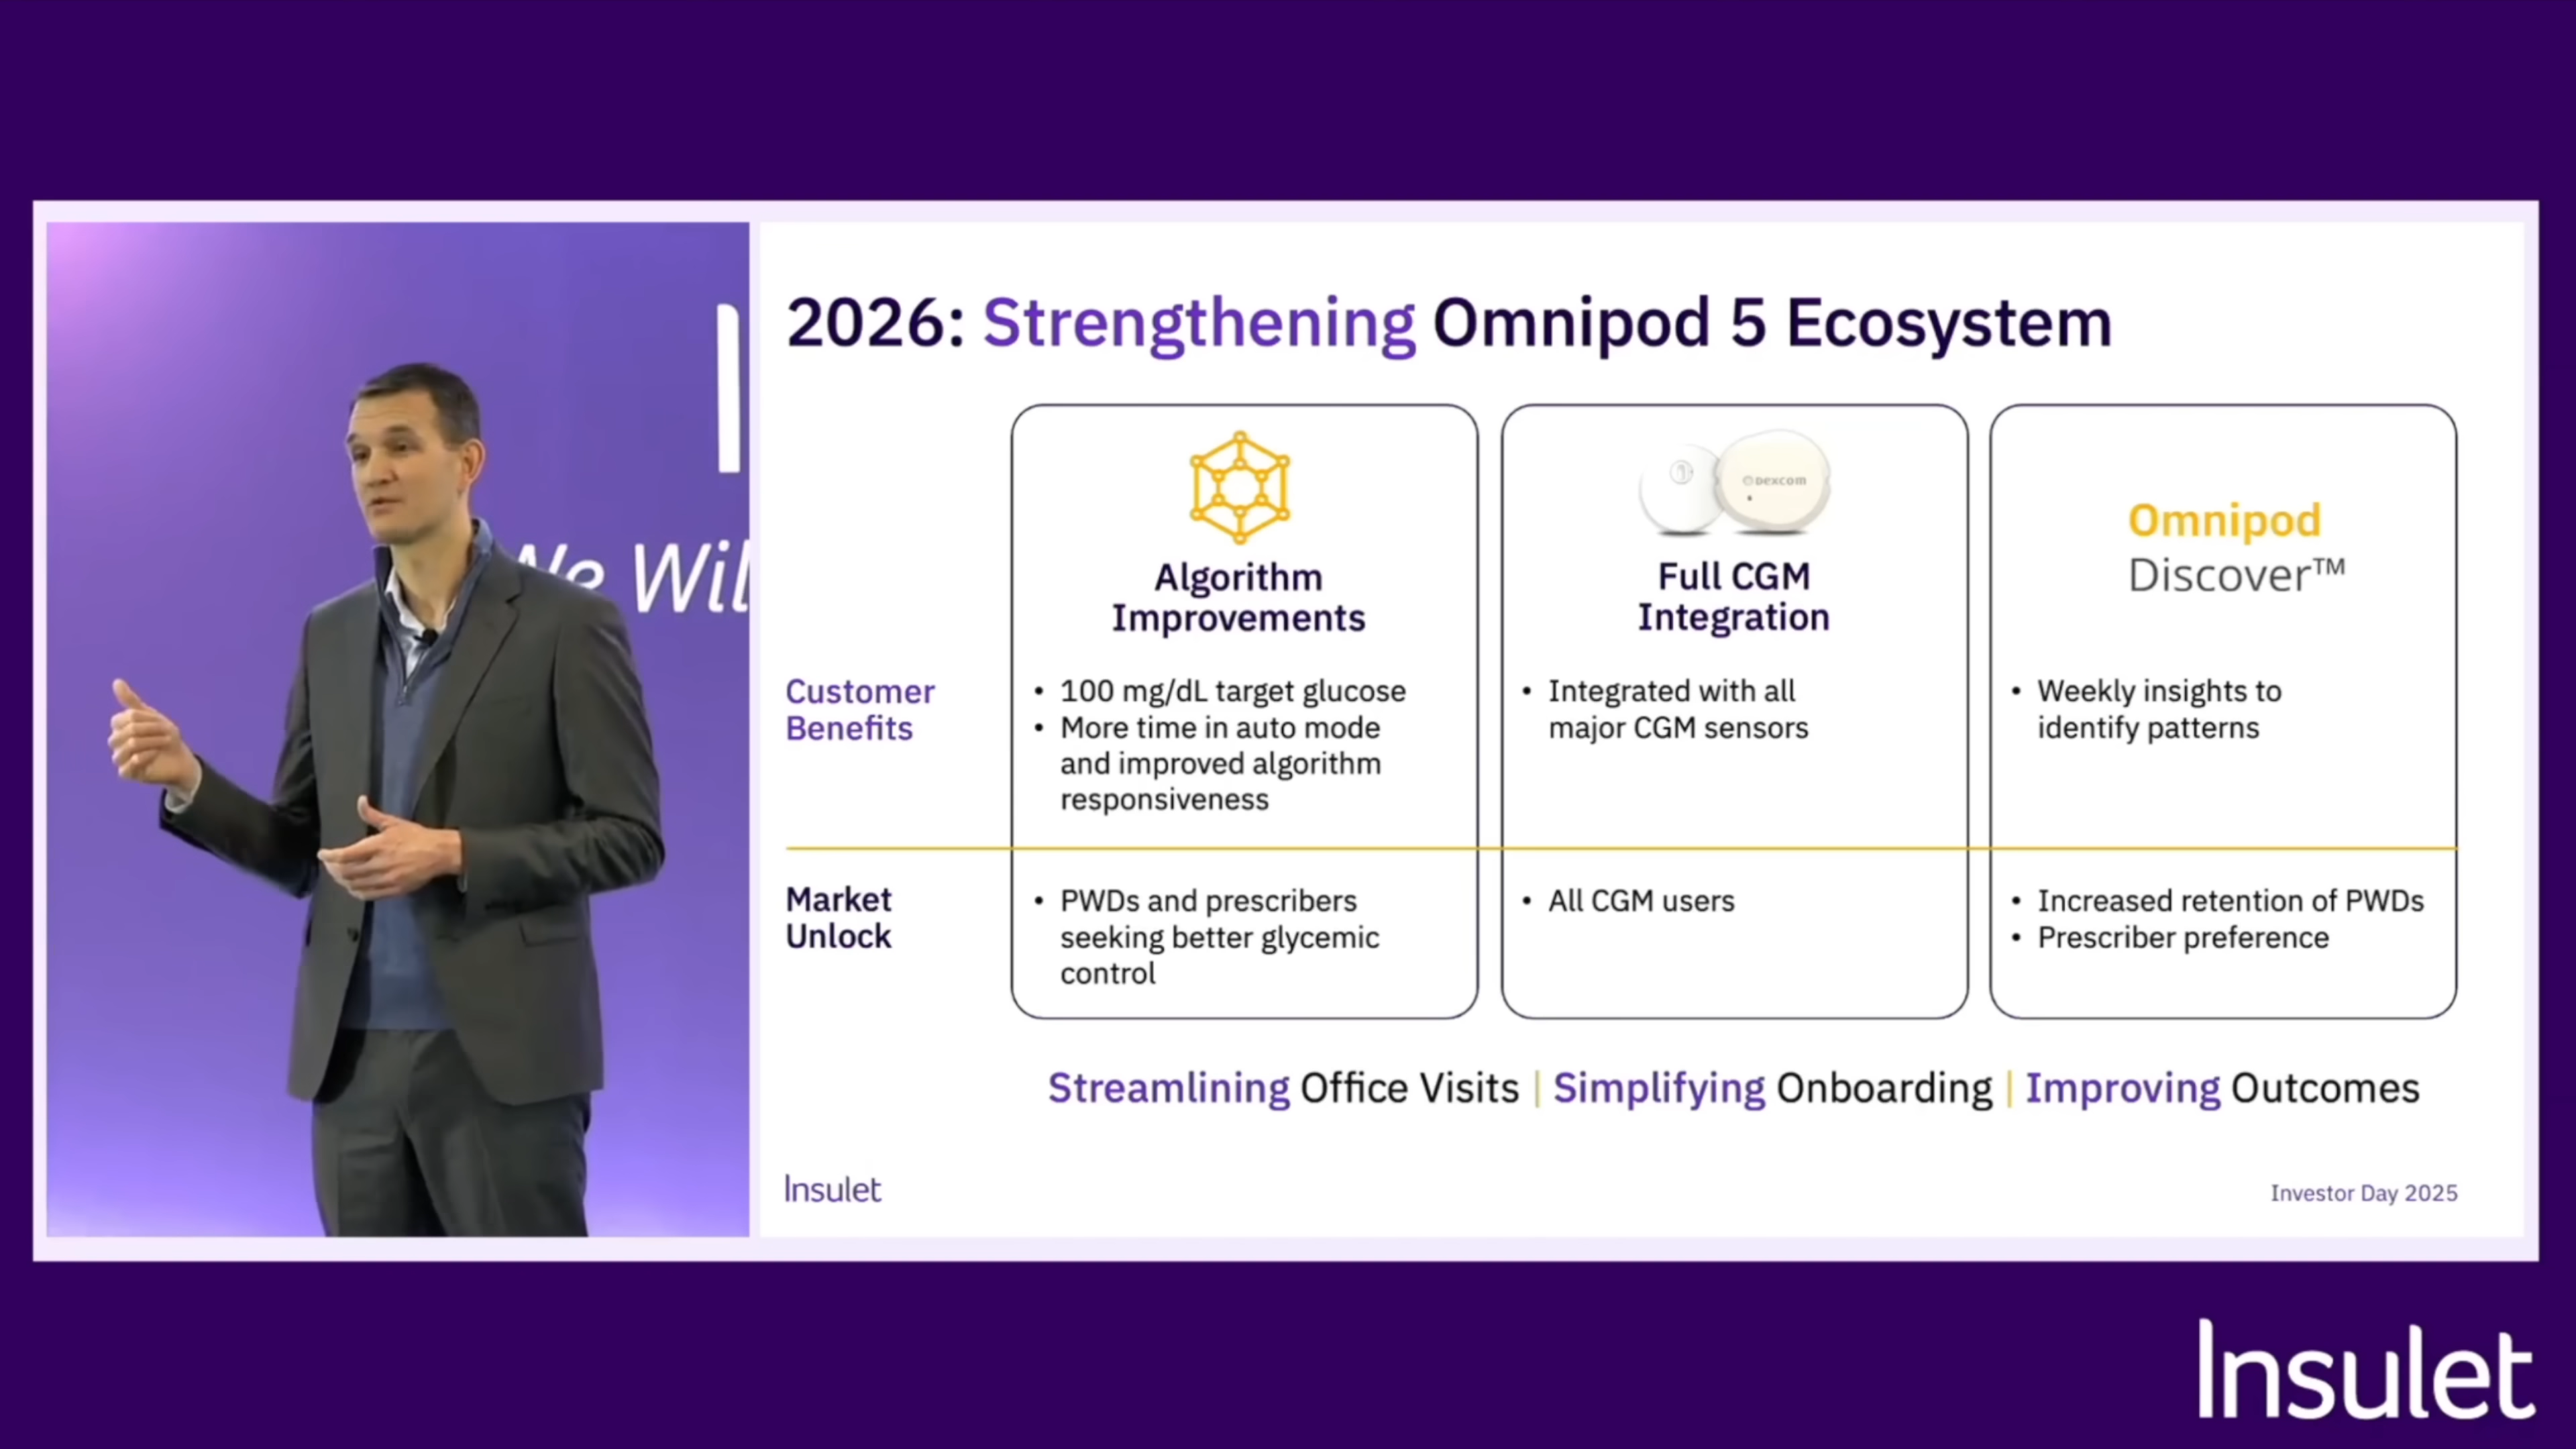 We Wil
2026: Strengthening Omnipod 5 Ecosystem
DEXCOM
Algorithm
Improvements
Full CGM
Integration
Omnipod
Discover™
Customer
Benefits
• 100 mg/dL target glucose
• More time in auto mode
and improved algorithm
responsiveness
• Integrated with all
major CGM sensors
• Weekly insights to
identify patterns
Market
Unlock
• PWDs and prescribers
seeking better glycemic
control
• All CGM users
• Increased retention of PWDs
• Prescriber preference
Streamlining Office Visits | Simplifying Onboarding | Improving Outcomes
Insulet
Investor Day 2025
Insulet